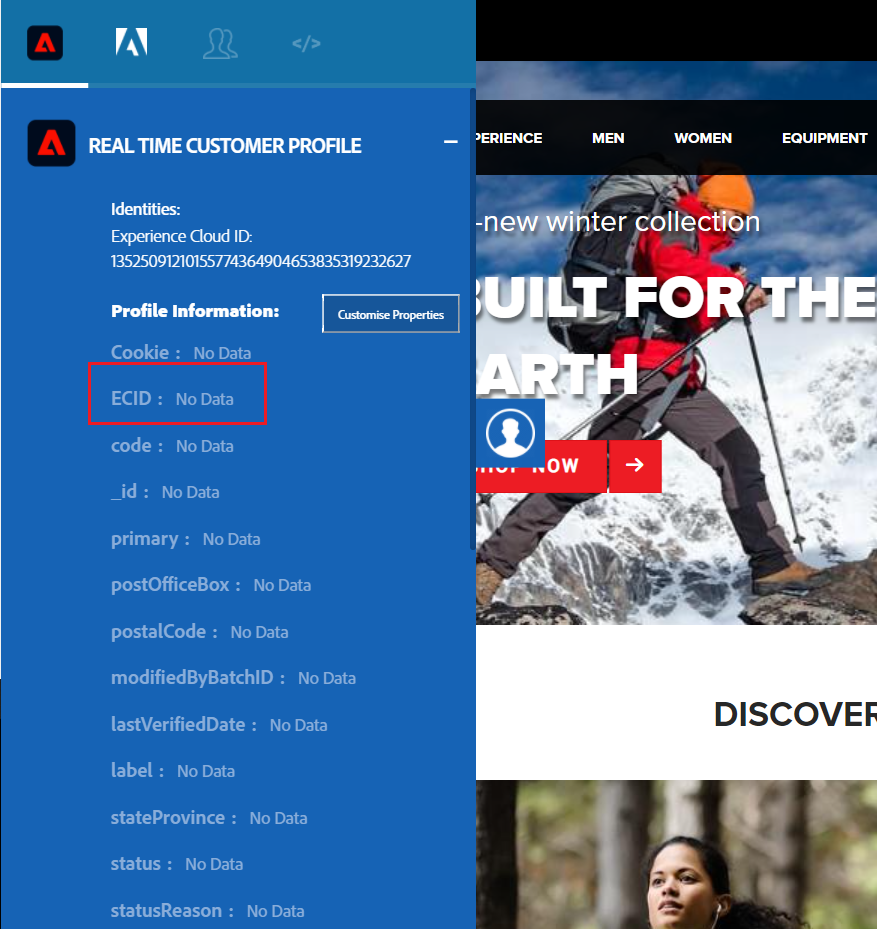 </>
REAL TIME CUSTOMER PROFILE
Identities:
Experience Cloud ID:
13525091210155774364904653835319232627
Profile Information:
Customise Properties
Cookie : No Data
ECID : No Data
code : No Data
_id : No Data
primary : No Data
postOfficeBox : No Data
postalCode : No Data
modifiedByBatchID : No Data
lastVerifiedDate : No Data
label : No Data
stateProvince : No Data
status : No Data
statusReason : No Data
PERIENCE MEN WOMEN EQUIPMENT
-new winter collection
BUILT FOR THE
ARTH
NOW
DISCOVER